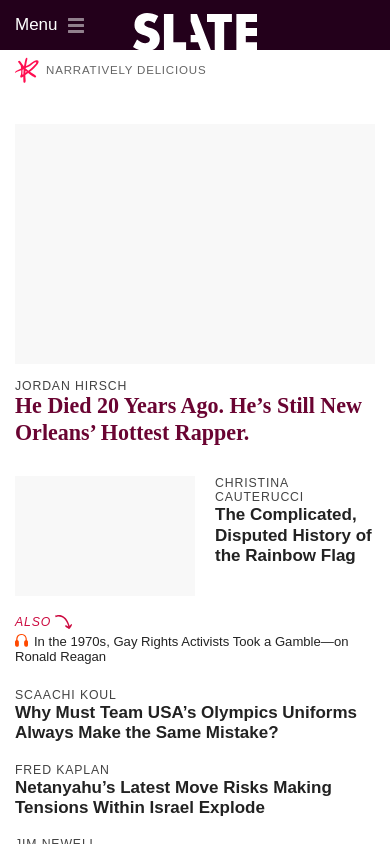 Menu
SLATE
NARRATIVELY DELICIOUS
JORDAN HIRSCH
He Died 20 Years Ago. He’s Still New
Orleans’ Hottest Rapper.
CHRISTINA
CAUTERUCCI
The Complicated,
Disputed History of
the Rainbow Flag
ALSO
In the 1970s, Gay Rights Activists Took a Gamble—on
Ronald Reagan
SCAACHI KOUL
Why Must Team USA’s Olympics Uniforms
Always Make the Same Mistake?
FRED KAPLAN
Netanyahu’s Latest Move Risks Making
Tensions Within Israel Explode
JIM NEWELL